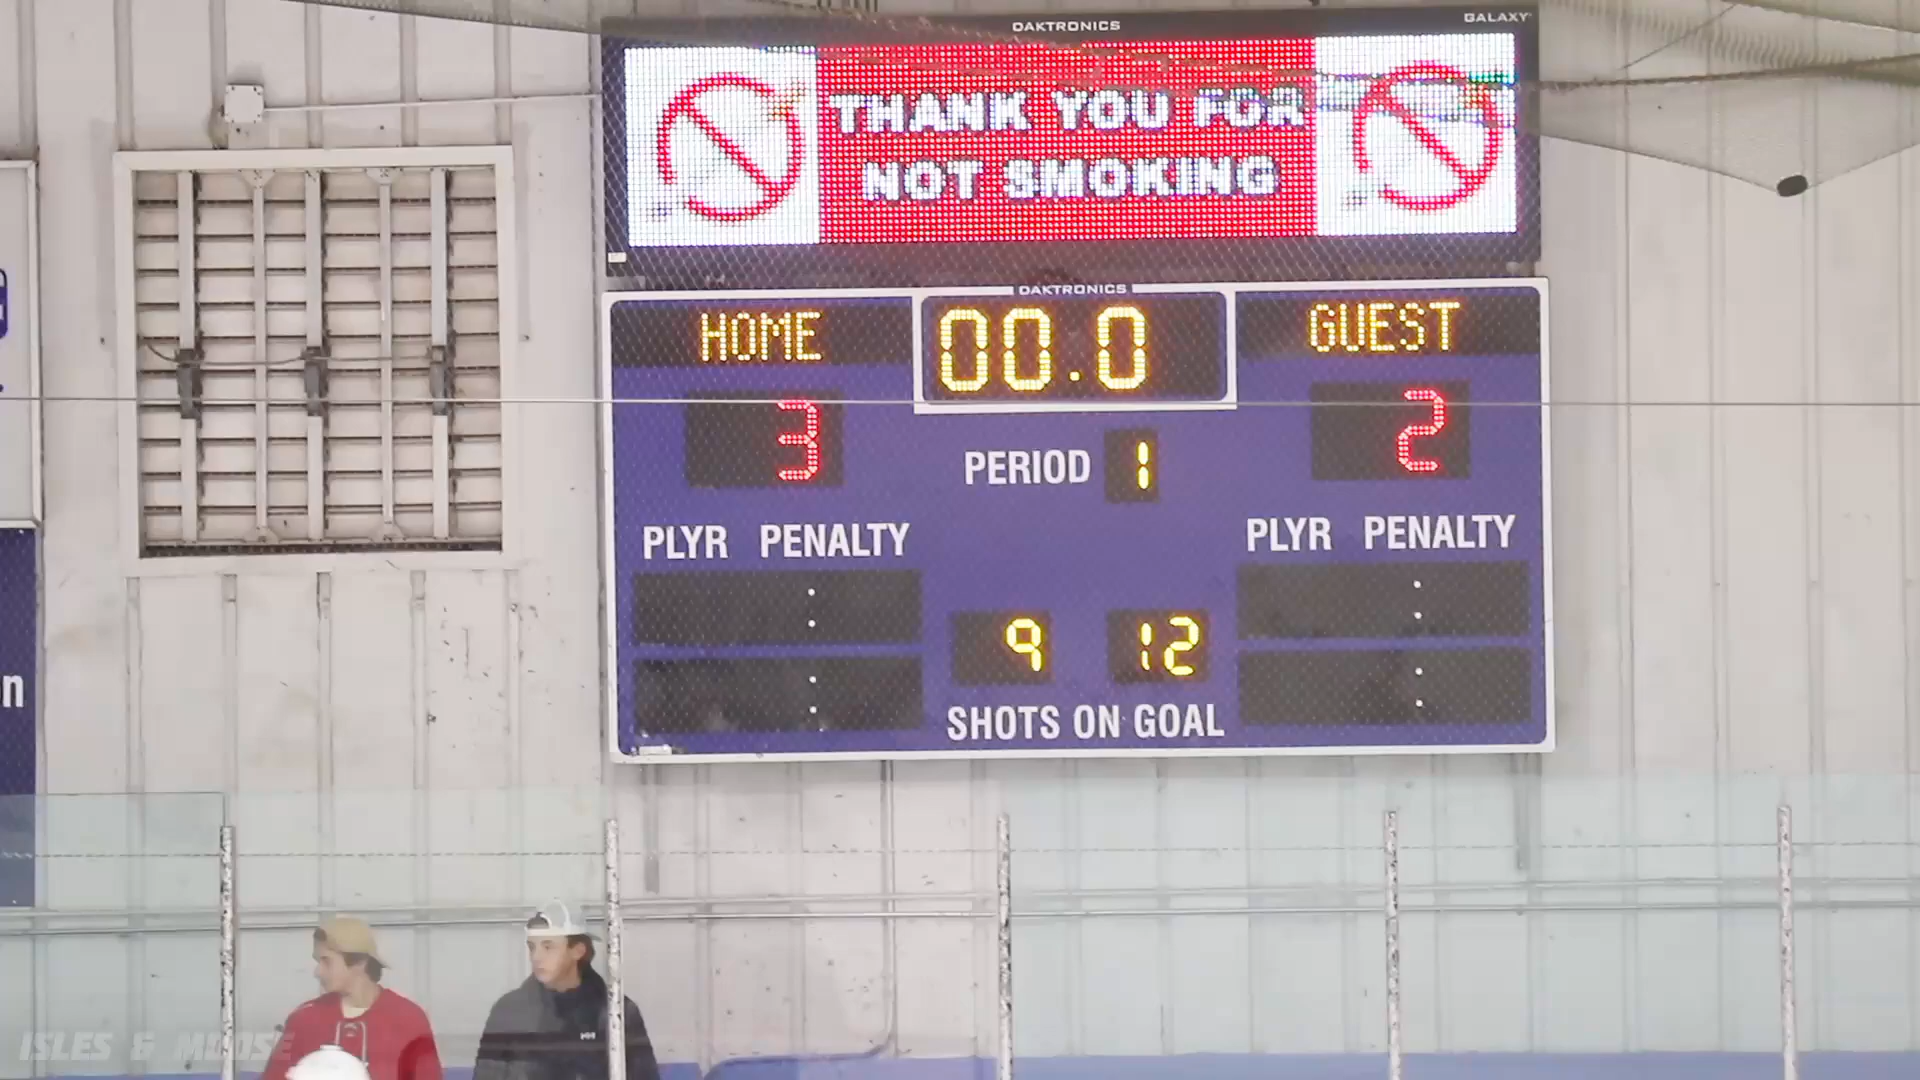 DAKTRONICS
GALAXY
THANK YOU FOR
NOT SMOKING
DAKTRONICS
HOME 00.0 GUEST
3 2
PERIOD 1
PLYR PENALTY
PLYR PENALTY
:
:
:
:
9 12
SHOTS ON GOAL
n
HH
ISLES & MOOSE